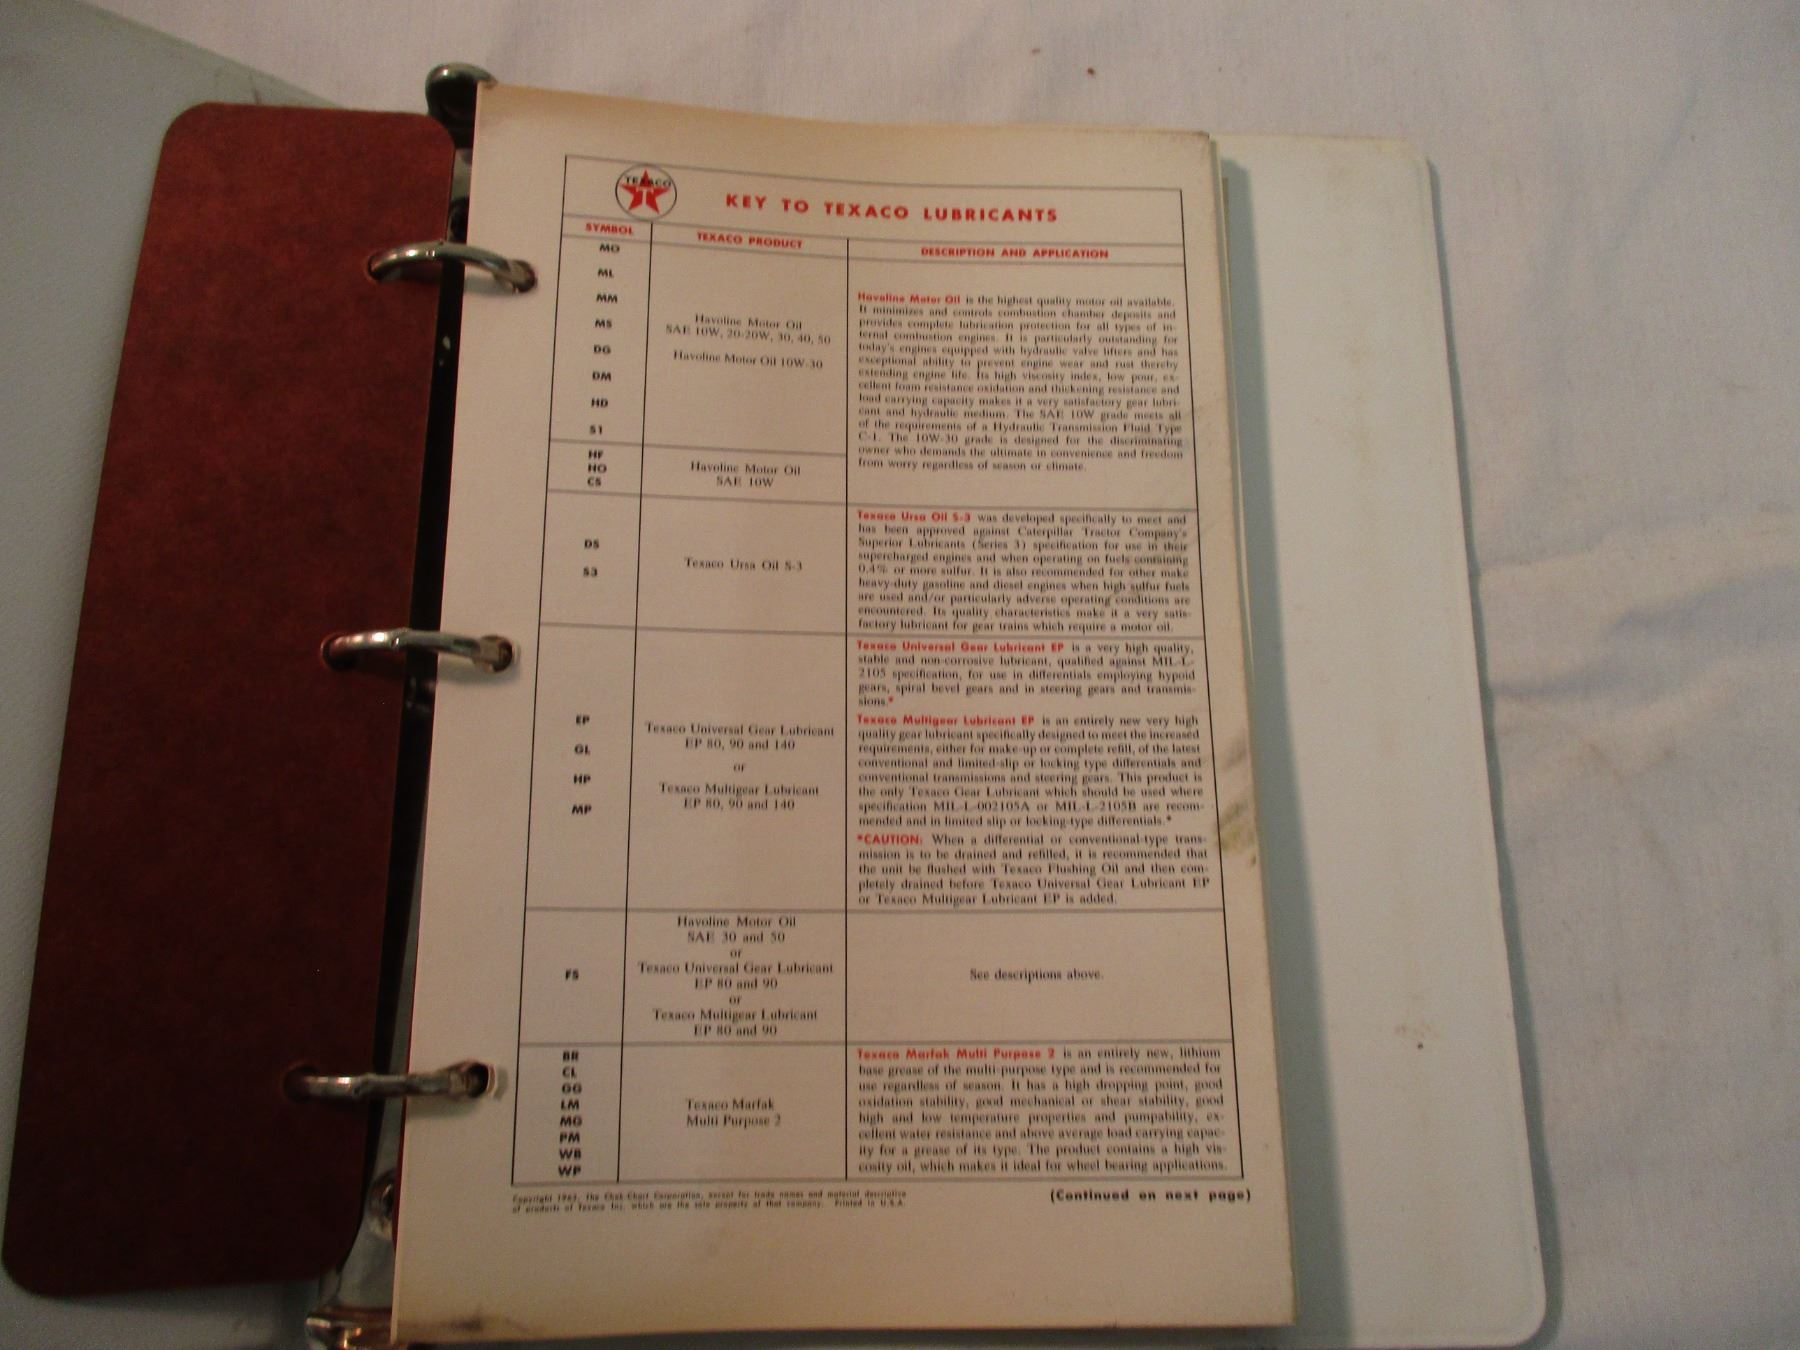 TEXACO
T
KEY TO TEXACO LUBRICANTS
SYMBOL
TEXACO PRODUCT
DESCRIPTION AND APPLICATION
MO
ML
MM
MS
DG
DM
HD
S1
Havoline Motor Oil
SAE 10W, 20-20W, 30, 40, 50
Havoline Motor Oil 10W-30
Havoline Motor Oil is the highest quality motor oil available.
It minimizes and controls combustion chamber deposits and
provides complete lubrication protection for all types of in-
ternal combustion engines. It is particularly outstanding for
today's engines equipped with hydraulic valve lifters and has
exceptional ability to prevent engine wear and rust thereby
extending engine life. Its high viscosity index, low pour, ex-
cellent foam resistance oxidation and thickening resistance and
load carrying capacity makes it a very satisfactory gear lubri-
cant and hydraulic medium. The SAE 10W grade meets all
of the requirements of a Hydraulic Transmission Fluid Type
C-1. The 10W-30 grade is designed for the discriminating
owner who demands the ultimate in convenience and freedom
from worry regardless of season or climate.
HF
HO
CS
Havoline Motor Oil
SAE 10W
DS
S3
Texaco Ursa Oil S-3
Texaco Ursa Oil S-3 was developed specifically to meet and
has been approved against Caterpillar Tractor Company's
Superior Lubricants (Series 3) specification for use in their
supercharged engines and when operating on fuels containing
0.4% or more sulfur. It is also recommended for other make
heavy-duty gasoline and diesel engines when high sulfur fuels
are used and/or particularly adverse operating conditions are
encountered. Its quality characteristics make it a very satis-
factory lubricant for gear trains which require a motor oil.
EP
GL
HP
MP
Texaco Universal Gear Lubricant
EP 80, 90 and 140
or
Texaco Multigear Lubricant
EP 80, 90 and 140
Texaco Universal Gear Lubricant EP is a very high quality,
stable and non-corrosive lubricant, qualified against MIL-L-
2105 specification, for use in differentials employing hypoid
gears, spiral bevel gears and in steering gears and transmis-
sions.*
Texaco Multigear Lubricant EP is an entirely new very high
quality gear lubricant specifically designed to meet the increased
requirements, either for make-up or complete refill, of the latest
conventional and limited-slip or locking type differentials and
conventional transmissions and steering gears. This product is
the only Texaco Gear Lubricant which should be used where
specification MIL-L-002105A or MIL-L-2105B are recom-
mended and in limited slip or locking-type differentials.*
*CAUTION: When a differential or conventional-type trans-
mission is to be drained and refilled, it is recommended that
the unit be flushed with Texaco Flushing Oil and then com-
pletely drained before Texaco Universal Gear Lubricant EP
or Texaco Multigear Lubricant EP is added.
FS
Havoline Motor Oil
SAE 30 and 50
or
Texaco Universal Gear Lubricant
EP 80 and 90
or
Texaco Multigear Lubricant
EP 80 and 90
See descriptions above.
BR
CL
GG
LM
MG
PM
WB
WP
Texaco Marfak
Multi Purpose 2
Texaco Marfak Multi Purpose 2 is an entirely new, lithium
base grease of the multi-purpose type and is recommended for
use regardless of season. It has a high dropping point, good
oxidation stability, good mechanical or shear stability, good
high and low temperature properties and pumpability, ex-
cellent water resistance and above average load carrying capac-
ity for a grease of its type. The product contains a high vis-
cosity oil, which makes it ideal for wheel bearing applications.
Copyright The Chek-Chart Corporation, except for trade names and material descriptive
of products of Texaco Inc. which are the sole property of that company. Printed in U.S.A.
(Continued on next page)